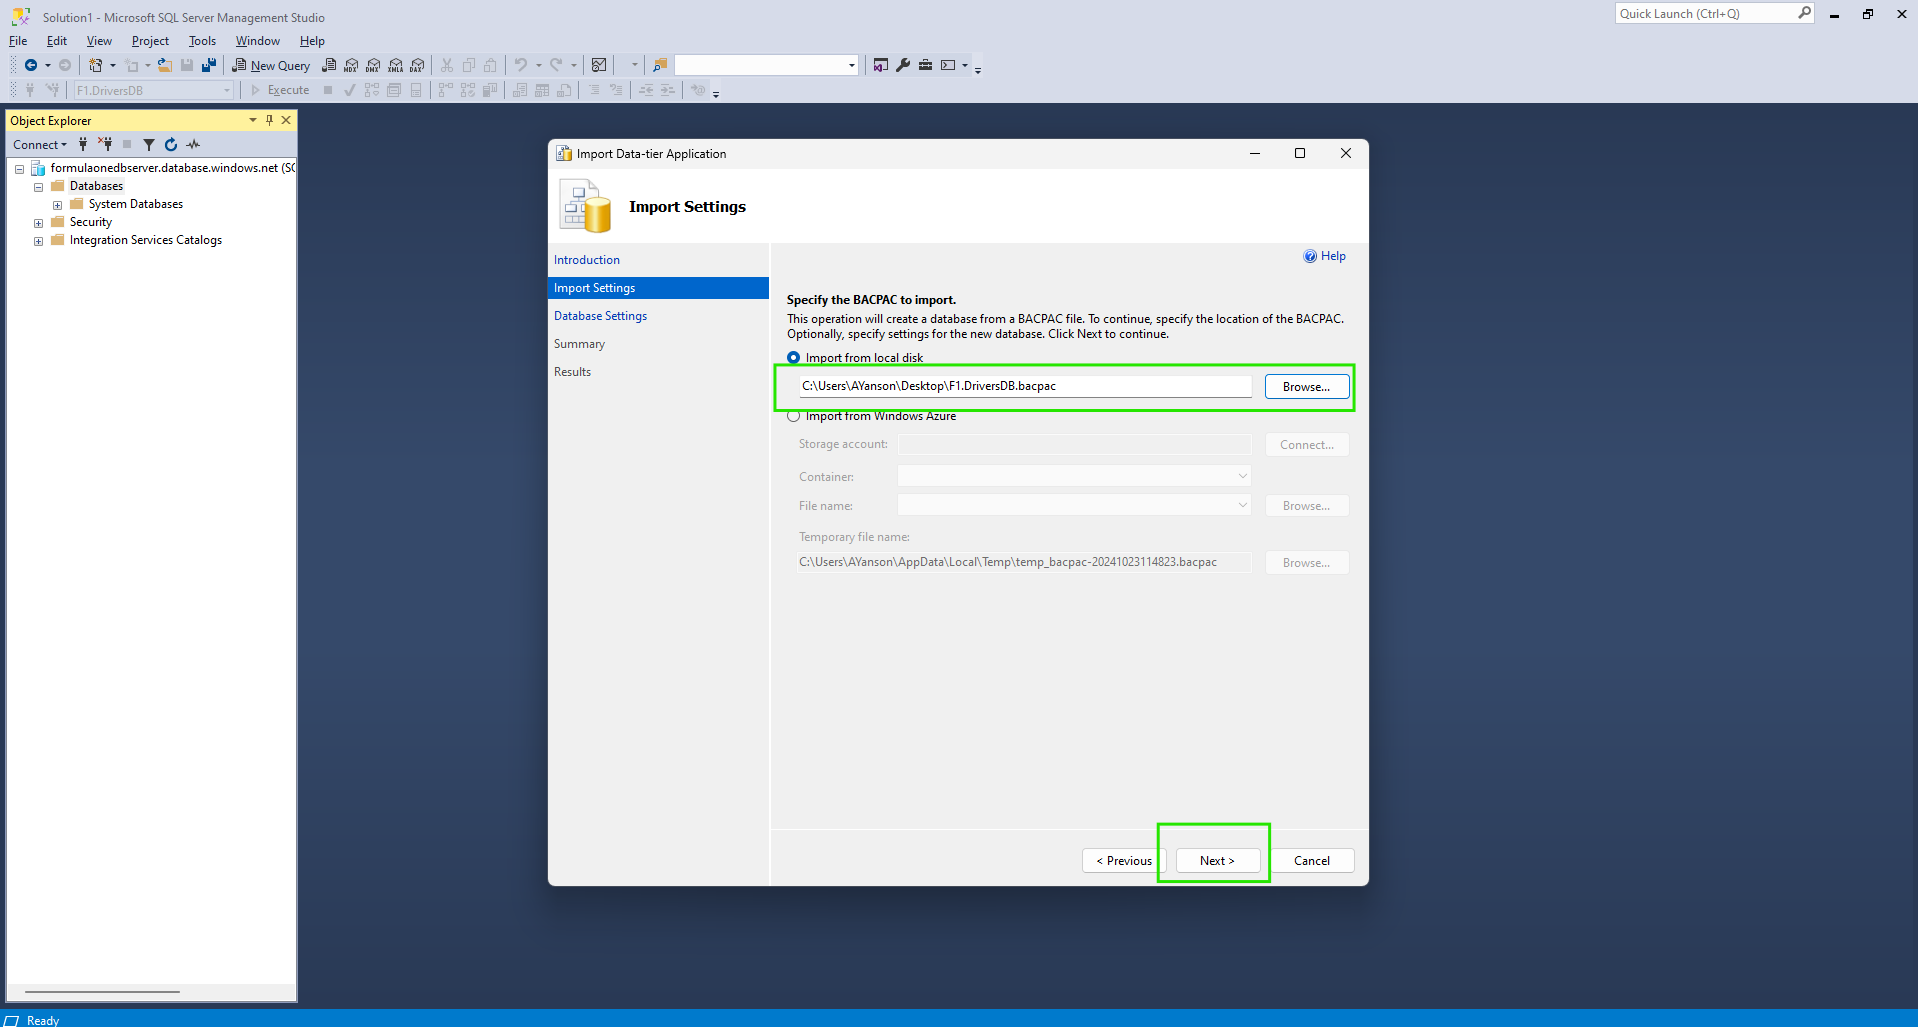 Solution1 - Microsoft SQL Server Management Studio
Quick Launch (Ctrl+Q)
File Edit View Project Tools Window Help
New Query MDX DMX XMLA DAX
F1.DriversDB Execute
Object Explorer
Connect
formulaonedbserver.database.windows.net (SQ
Databases
System Databases
Security
Integration Services Catalogs
Import Data-tier Application
Import Settings
Introduction
Import Settings
Database Settings
Summary
Results
Help
Specify the BACPAC to import.
This operation will create a database from a BACPAC file. To continue, specify the location of the BACPAC.
Optionally, specify settings for the new database. Click Next to continue.
Import from local disk
C:\Users\AYanson\Desktop\F1.DriversDB.bacpac Browse...
Import from Windows Azure
Storage account: Connect...
Container:
File name: Browse...
Temporary file name:
C:\Users\AYanson\AppData\Local\Temp\temp_bacpac-20241023114823.bacpac Browse...
< Previous Next > Cancel
Ready